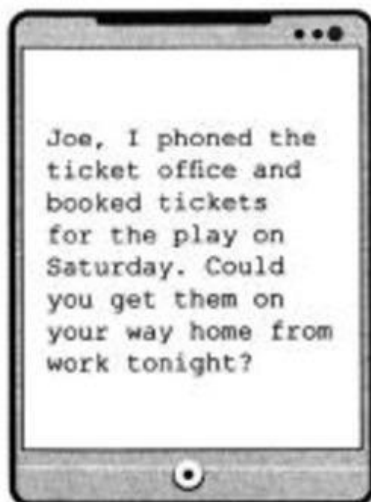 Joe, I phoned the
ticket office and
booked tickets
for the play on
Saturday. Could
you get them on
your way home from
work tonight?